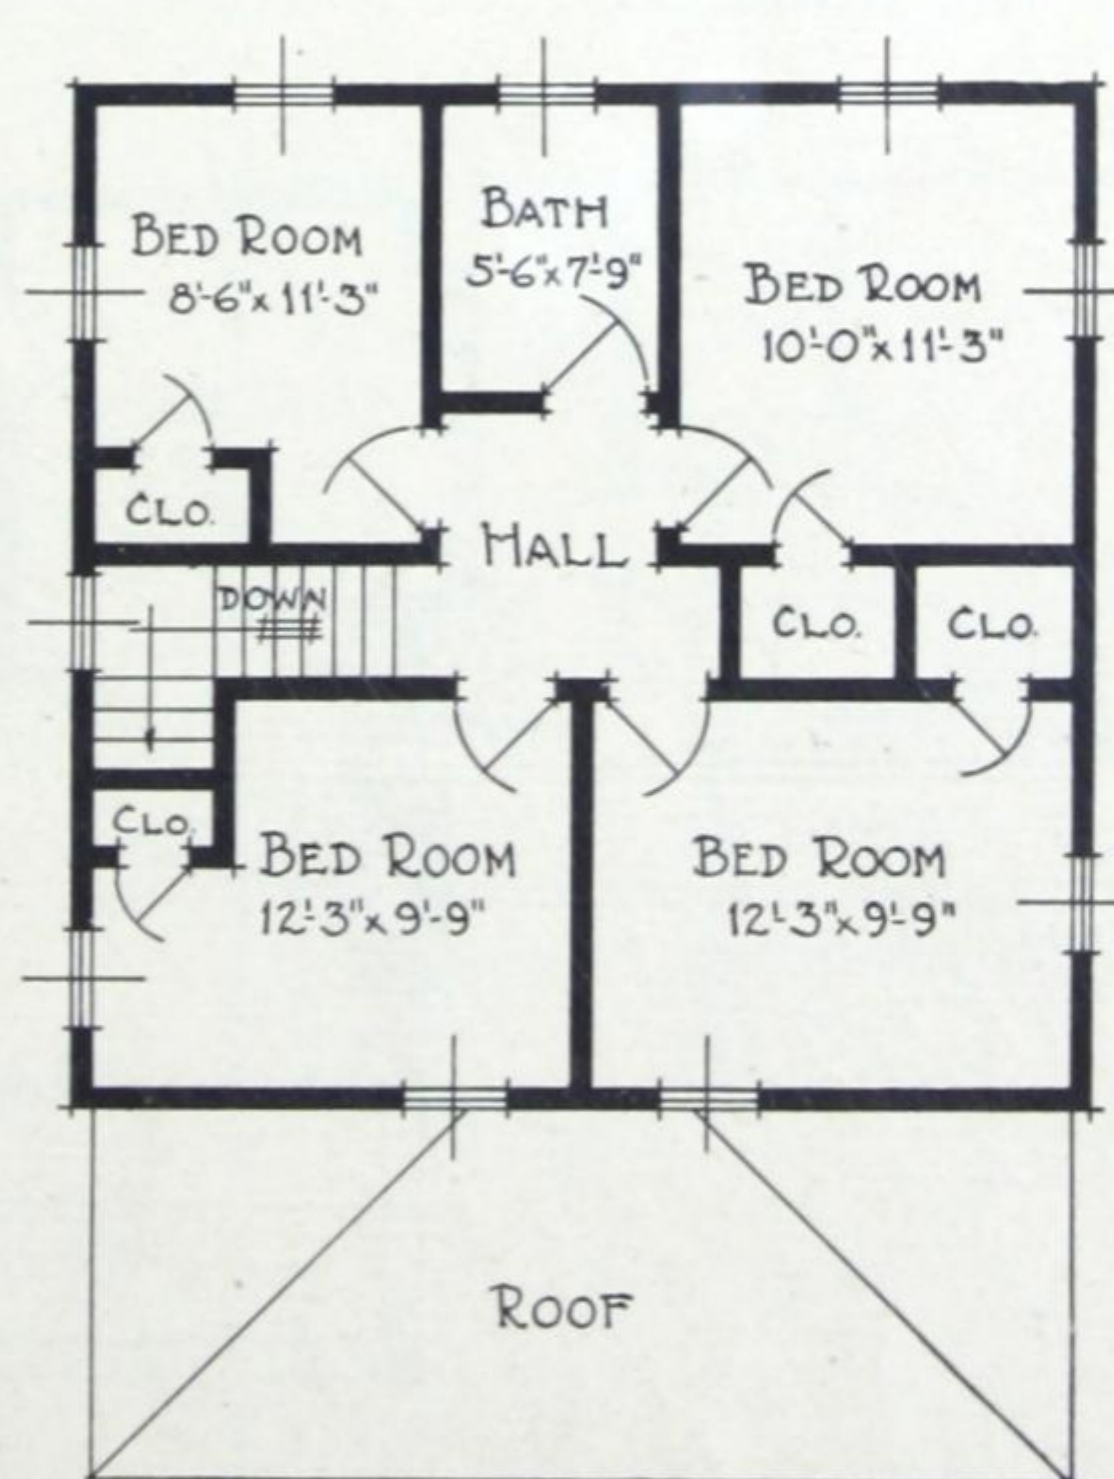 BED ROOM
8'-6" x 11'-3"
BATH
5'-6" x 7'-9"
BED ROOM
10'-0" x 11'-3"
CLO.
HALL
DOWN
CLO.
CLO.
CLO.
BED ROOM
12'-3" x 9'-9"
BED ROOM
12'-3" x 9'-9"
ROOF